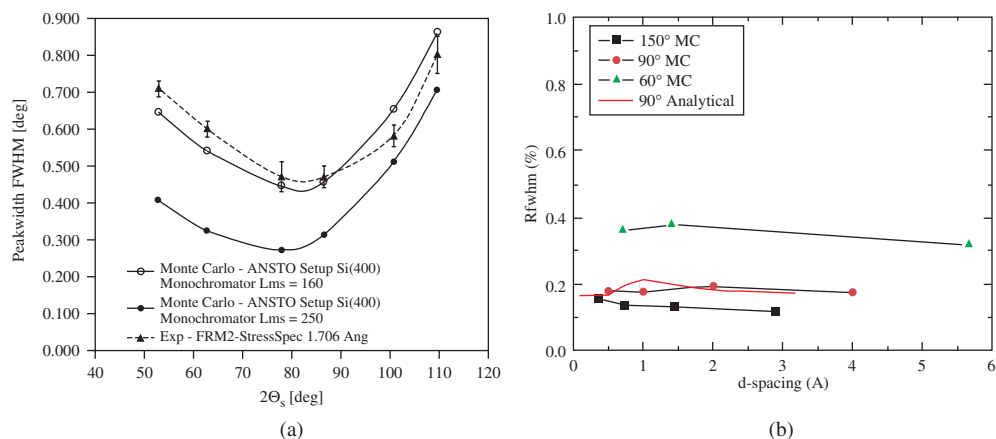 Peakwidth FWHM [deg]
0.900
0.800
0.700
0.600
0.500
0.400
0.300
0.200
0.100
0.000
Monte Carlo - ANSTO Setup Si(400)
Monochromator Lms = 160
Monte Carlo - ANSTO Setup Si(400)
Monochromator Lms = 250
Exp - FRM2-StressSpec 1.706 Ang
40 50 60 70 80 90 100 110 120
2Θs [deg]
(a)
Rfwhm (%)
1.0
0.8
0.6
0.4
0.2
0.0
150° MC
90° MC
60° MC
90° Analytical
0 1 2 3 4 5 6
d-spacing (A)
(b)